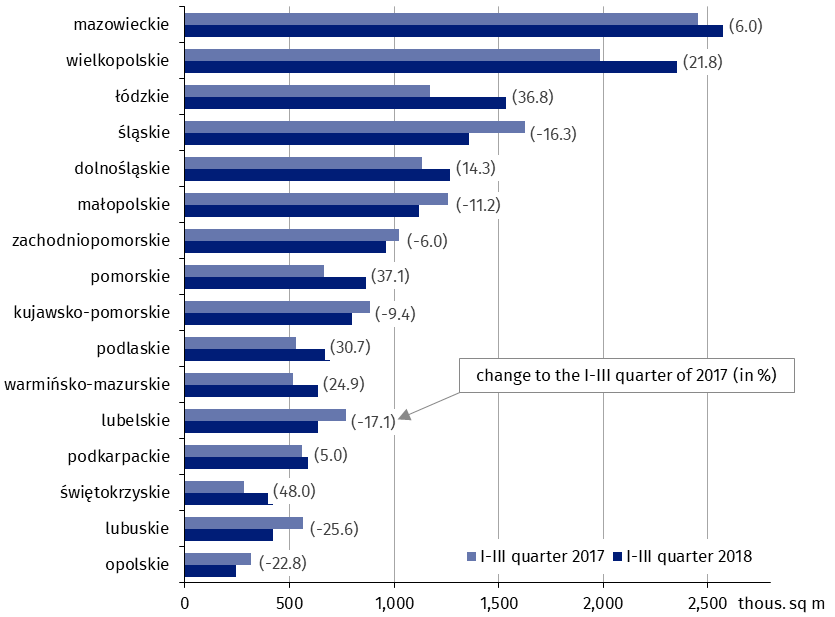 mazowieckie (6.0)
wielkopolskie (21.8)
łódzkie (36.8)
śląskie (-16.3)
dolnośląskie (14.3)
małopolskie (-11.2)
zachodniopomorskie (-6.0)
pomorskie (37.1)
kujawsko-pomorskie (-9.4)
podlaskie (30.7)
change to the I-III quarter of 2017 (in %)
warmińsko-mazurskie (24.9)
lubelskie (-17.1)
podkarpackie (5.0)
świętokrzyskie (48.0)
lubuskie (-25.6)
I-III quarter 2017 I-III quarter 2018
opolskie (-22.8)
0 500 1,000 1,500 2,000 2,500 thous. sq m